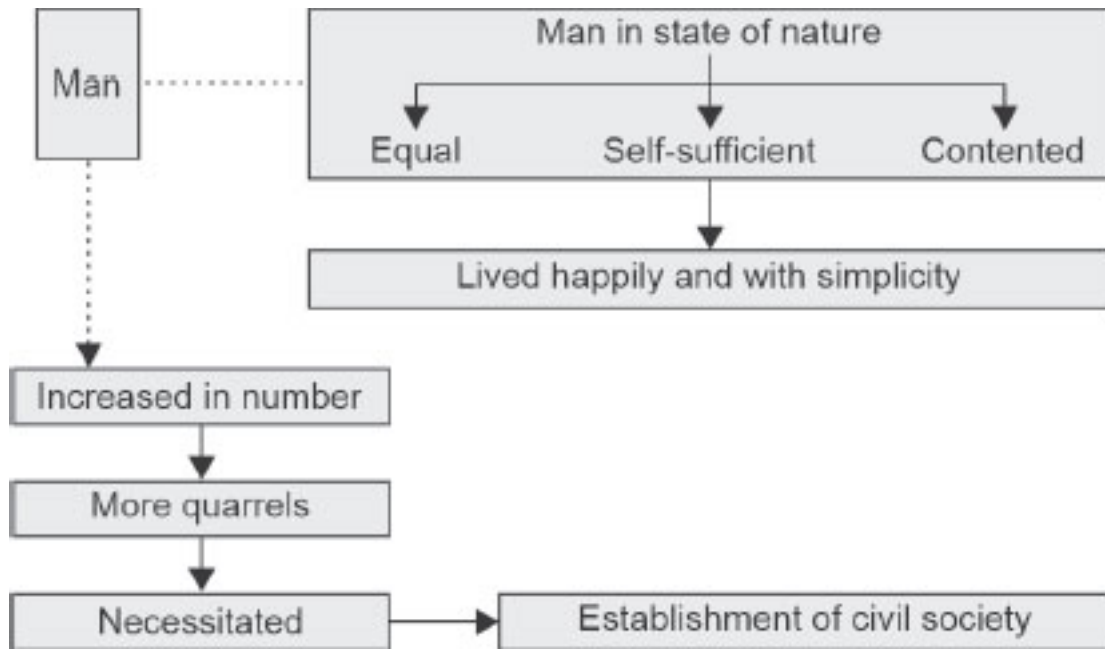 Man
Man in state of nature
Equal Self-sufficient Contented
Lived happily and with simplicity
Increased in number
More quarrels
Necessitated
Establishment of civil society